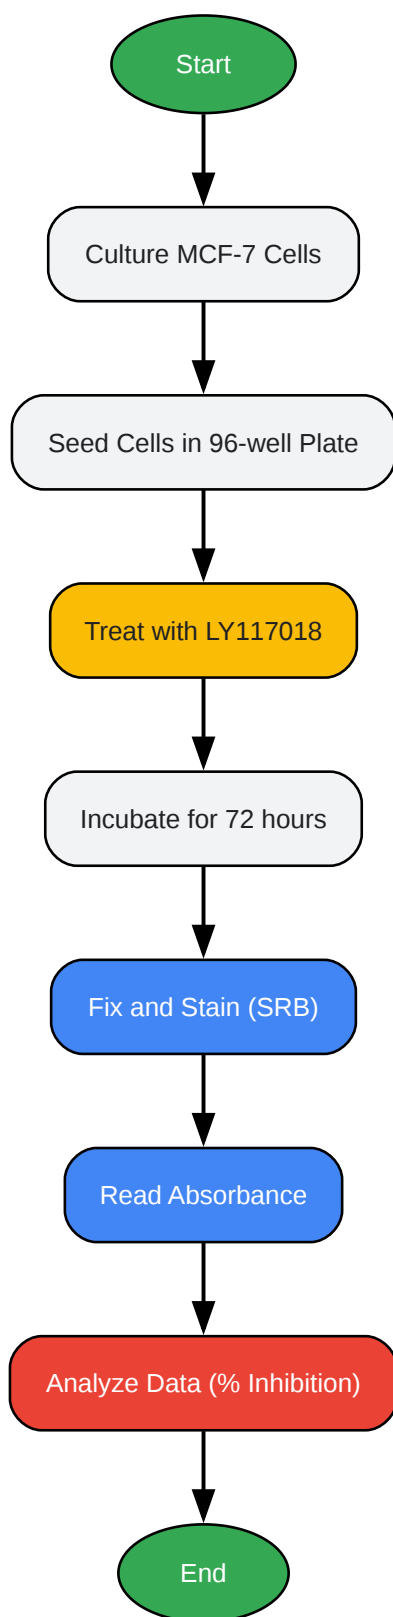 Start
Culture MCF-7 Cells
Seed Cells in 96-well Plate
Treat with LY117018
Incubate for 72 hours
Fix and Stain (SRB)
Read Absorbance
Analyze Data (% Inhibition)
End